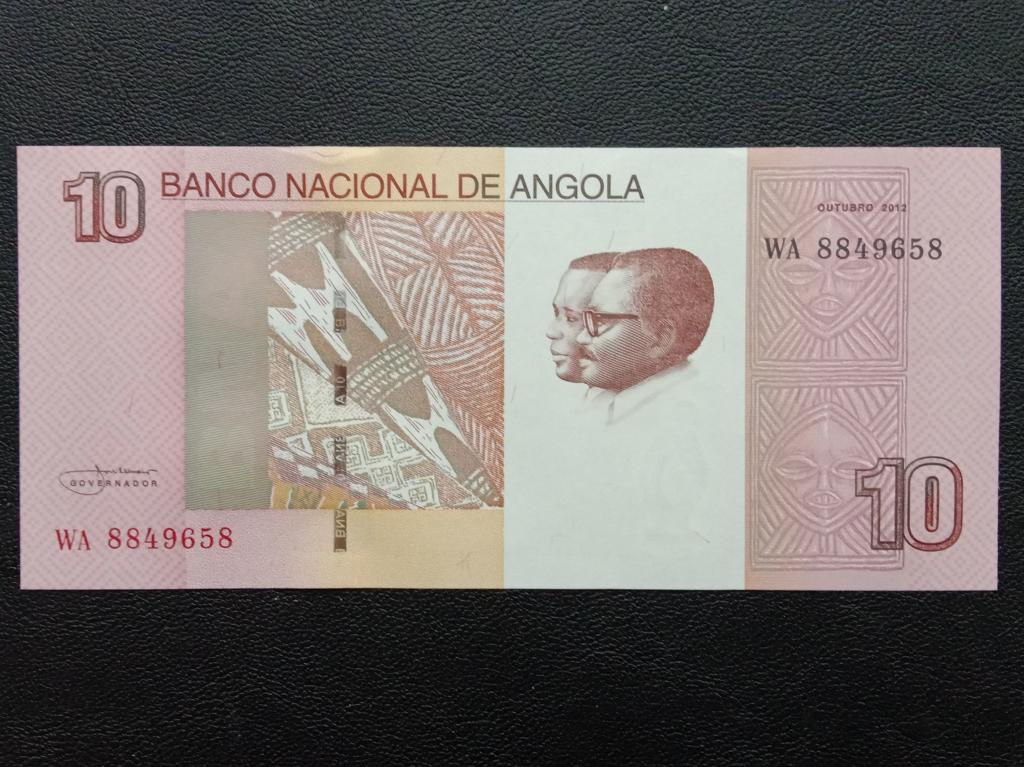 10
BANCO NACIONAL DE ANGOLA
OUTUBRO 2012
WA 8849658
GOVERNADOR
WA 8849658
10